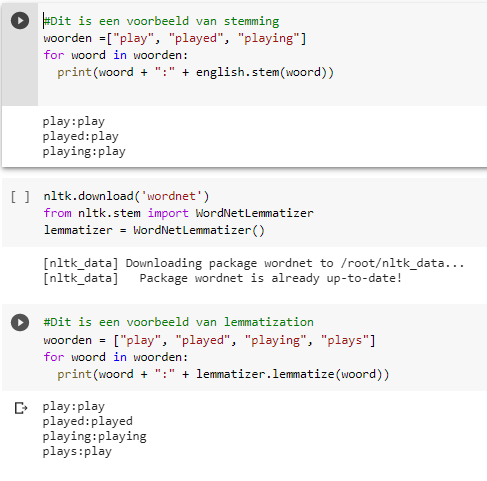 #Dit is een voorbeeld van stemming
woorden =["play", "played", "playing"]
for woord in woorden:
  print(woord + ":" + english.stem(woord))
play:play
played:play
playing:play
[ ] nltk.download('wordnet')
from nltk.stem import WordNetLemmatizer
lemmatizer = WordNetLemmatizer()
[nltk_data] Downloading package wordnet to /root/nltk_data...
[nltk_data]   Package wordnet is already up-to-date!
#Dit is een voorbeeld van lemmatization
woorden = ["play", "played", "playing", "plays"]
for woord in woorden:
  print(woord + ":" + lemmatizer.lemmatize(woord))
play:play
played:played
playing:playing
plays:play